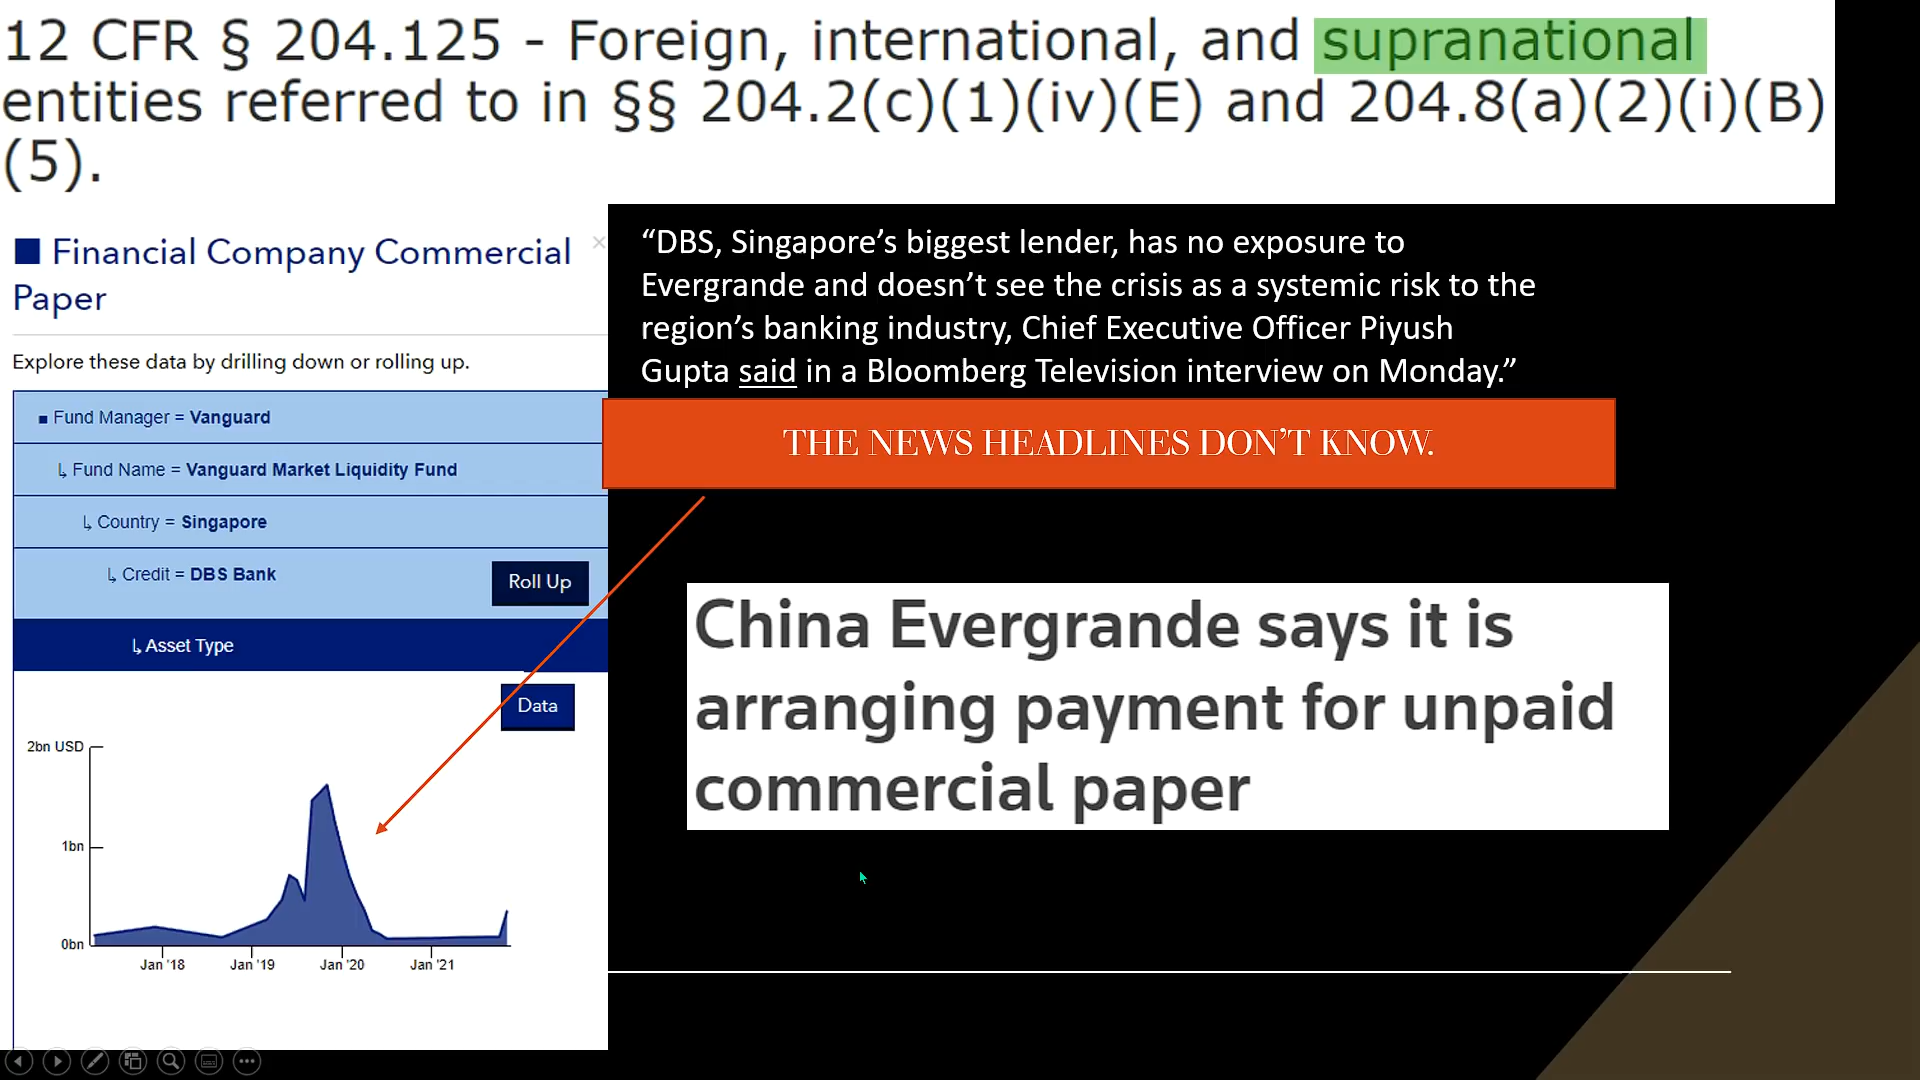 12 CFR § 204.125 - Foreign, international, and supranational
entities referred to in §§ 204.2(c)(1)(iv)(E) and 204.8(a)(2)(i)(B)
(5).
Financial Company Commercial
Paper
Explore these data by drilling down or rolling up.
Fund Manager = Vanguard
↳ Fund Name = Vanguard Market Liquidity Fund
↳ Country = Singapore
↳ Credit = DBS Bank
Roll Up
↳ Asset Type
Data
2bn USD
1bn
0bn
Jan '18
Jan '19
Jan '20
Jan '21
“DBS, Singapore’s biggest lender, has no exposure to
Evergrande and doesn’t see the crisis as a systemic risk to the
region’s banking industry, Chief Executive Officer Piyush
Gupta said in a Bloomberg Television interview on Monday.”
THE NEWS HEADLINES DON’T KNOW.
China Evergrande says it is
arranging payment for unpaid
commercial paper